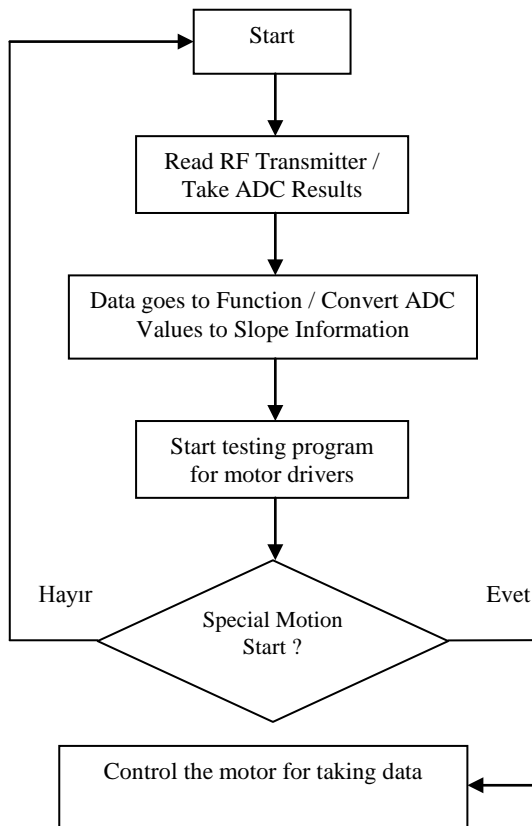 Start
Read RF Transmitter /
Take ADC Results
Data goes to Function / Convert ADC
Values to Slope Information
Start testing program
for motor drivers
Hayır
Evet
Special Motion
Start ?
Control the motor for taking data